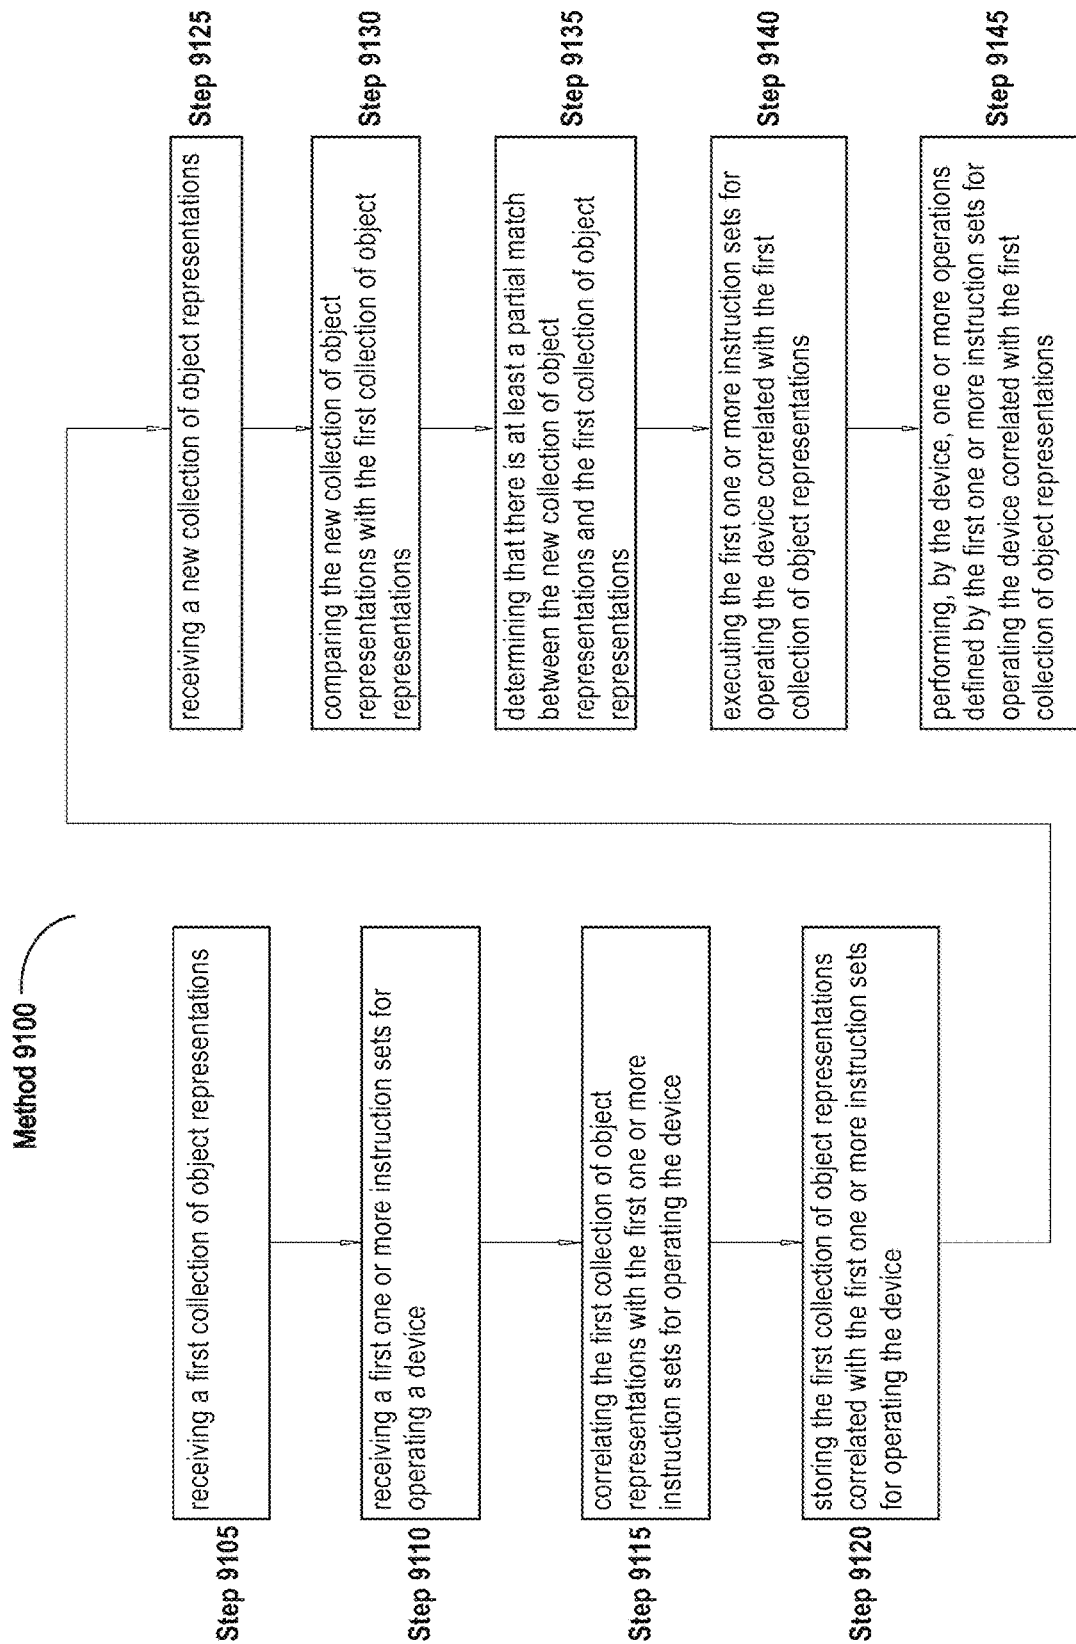 Method 9100
Step 9105
receiving a first collection of object representations
Step 9110
receiving a first one or more instruction sets for
operating a device
Step 9115
correlating the first collection of object
representations with the first one or more
instruction sets for operating the device
Step 9120
storing the first collection of object representations
correlated with the first one or more instruction sets
for operating the device
receiving a new collection of object representations
Step 9125
comparing the new collection of object
representations with the first collection of object
representations
Step 9130
determining that there is at least a partial match
between the new collection of object
representations and the first collection of object
representations
Step 9135
executing the first one or more instruction sets for
operating the device correlated with the first
collection of object representations
Step 9140
performing, by the device, one or more operations
defined by the first one or more instruction sets for
operating the device correlated with the first
collection of object representations
Step 9145